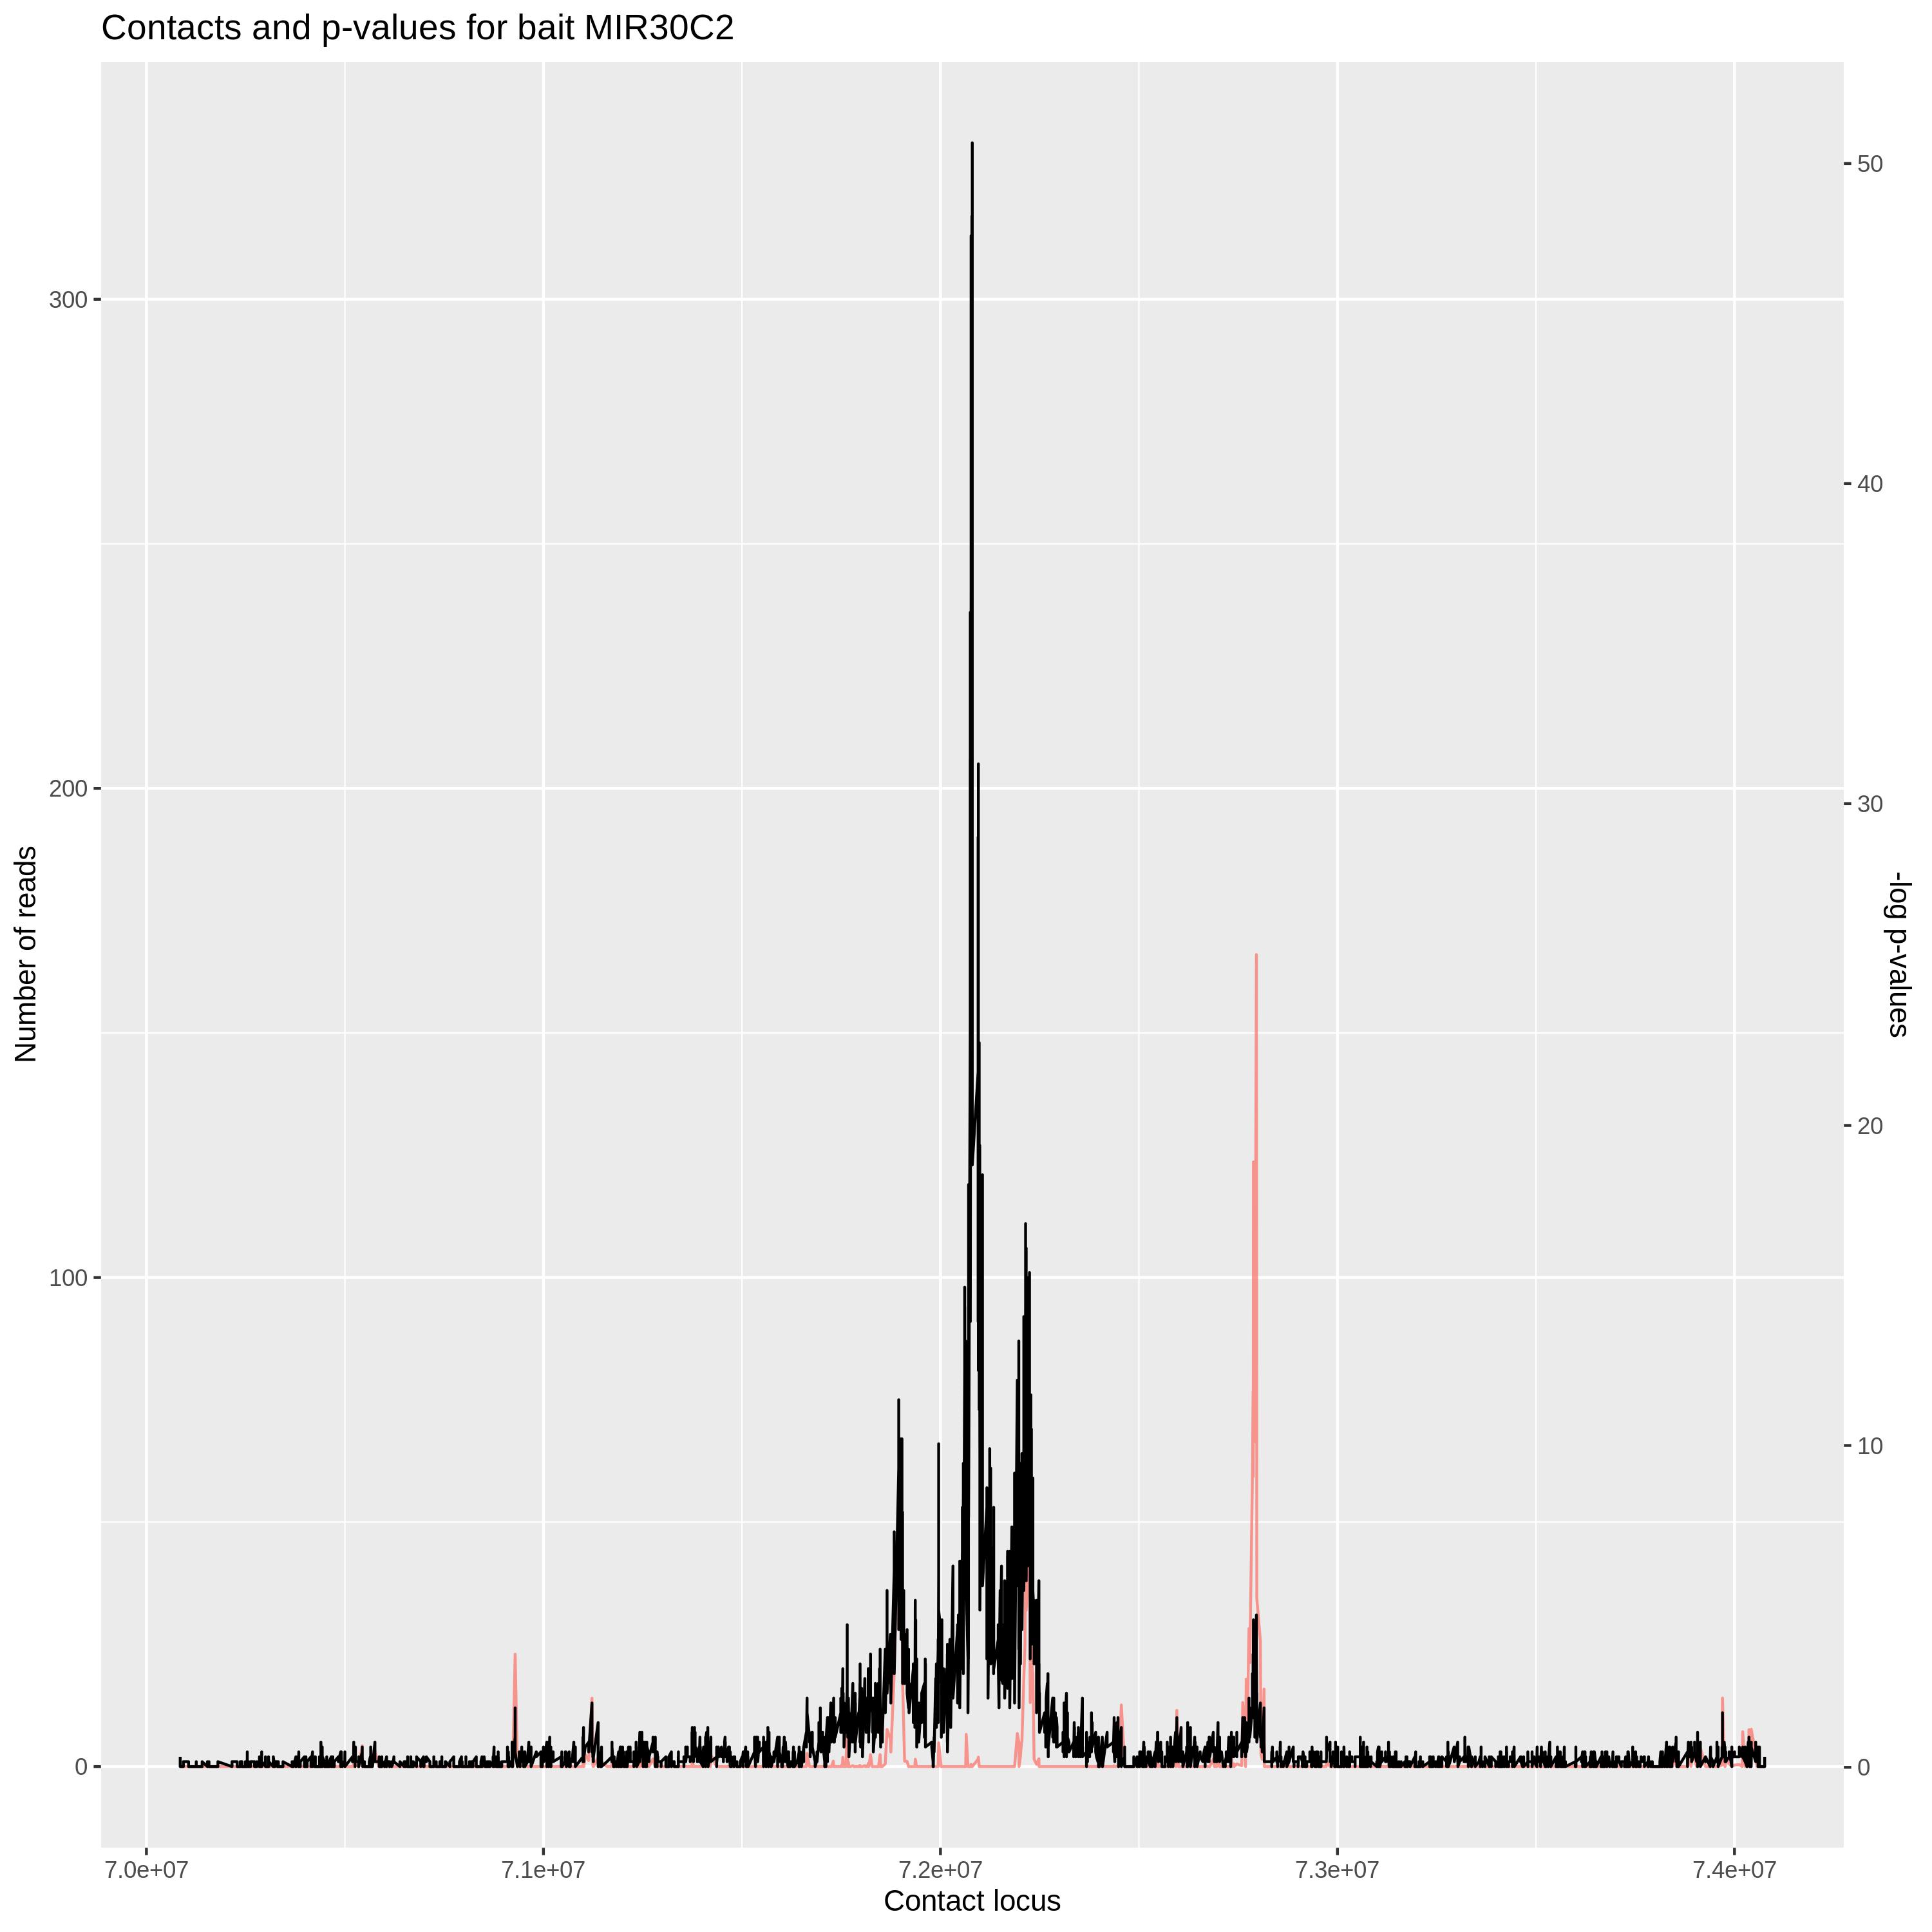 Contacts and p-values for bait MIR30C2
Number of reads
300
200
100
0
50
40
30
20
10
0
-log p-values
7.0e+07
7.1e+07
7.2e+07
7.3e+07
7.4e+07
Contact locus